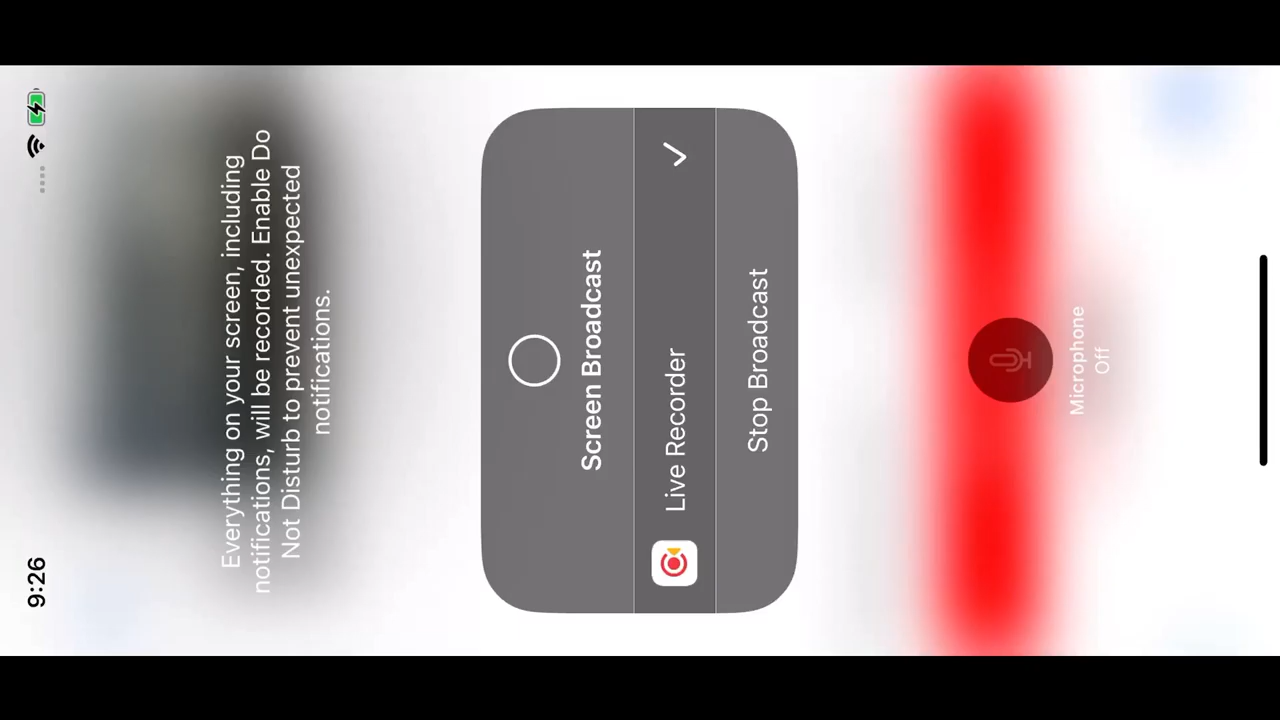 9:26
Everything on your screen, including
notifications, will be recorded. Enable Do
Not Disturb to prevent unexpected
notifications.
Screen Broadcast
Live Recorder
Stop Broadcast
Microphone
Off